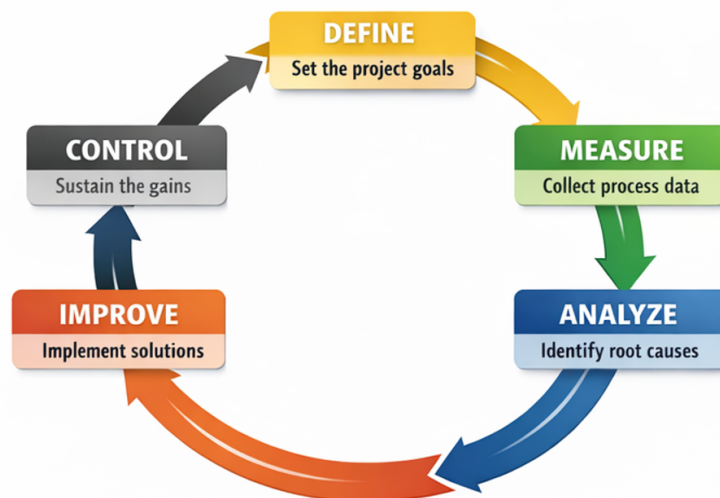 DEFINE
Set the project goals
MEASURE
Collect process data
ANALYZE
Identify root causes
IMPROVE
Implement solutions
CONTROL
Sustain the gains